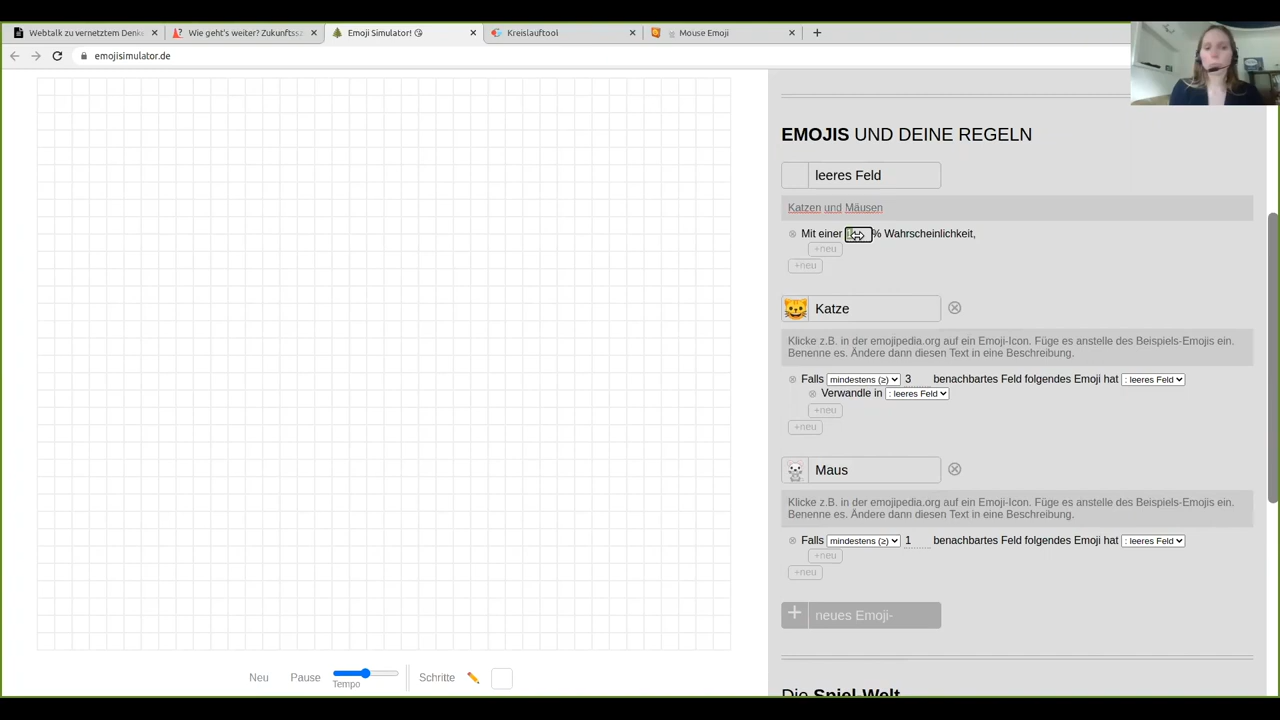 Webtalk zu vernetztem Denke
Wie geht's weiter? Zukunftssz
Emoji Simulator! 😘
Kreislauftool
Mouse Emoji
emojisimulator.de
EMOJIS UND DEINE REGELN
leeres Feld
Katzen und Mäusen
Mit einer % Wahrscheinlichkeit,
+neu
+neu
Katze
Klicke z.B. in der emojipedia.org auf ein Emoji-Icon. Füge es anstelle des Beispiels-Emojis ein.
Benenne es. Ändere dann diesen Text in eine Beschreibung.
Falls mindestens (≥) 3 benachbartes Feld folgendes Emoji hat : leeres Feld
Verwandle in : leeres Feld
+neu
+neu
Maus
Klicke z.B. in der emojipedia.org auf ein Emoji-Icon. Füge es anstelle des Beispiels-Emojis ein.
Benenne es. Ändere dann diesen Text in eine Beschreibung.
Falls mindestens (≥) 1 benachbartes Feld folgendes Emoji hat : leeres Feld
+neu
+neu
+ neues Emoji-
Neu Pause Tempo Schritte
Die Spiel-Welt